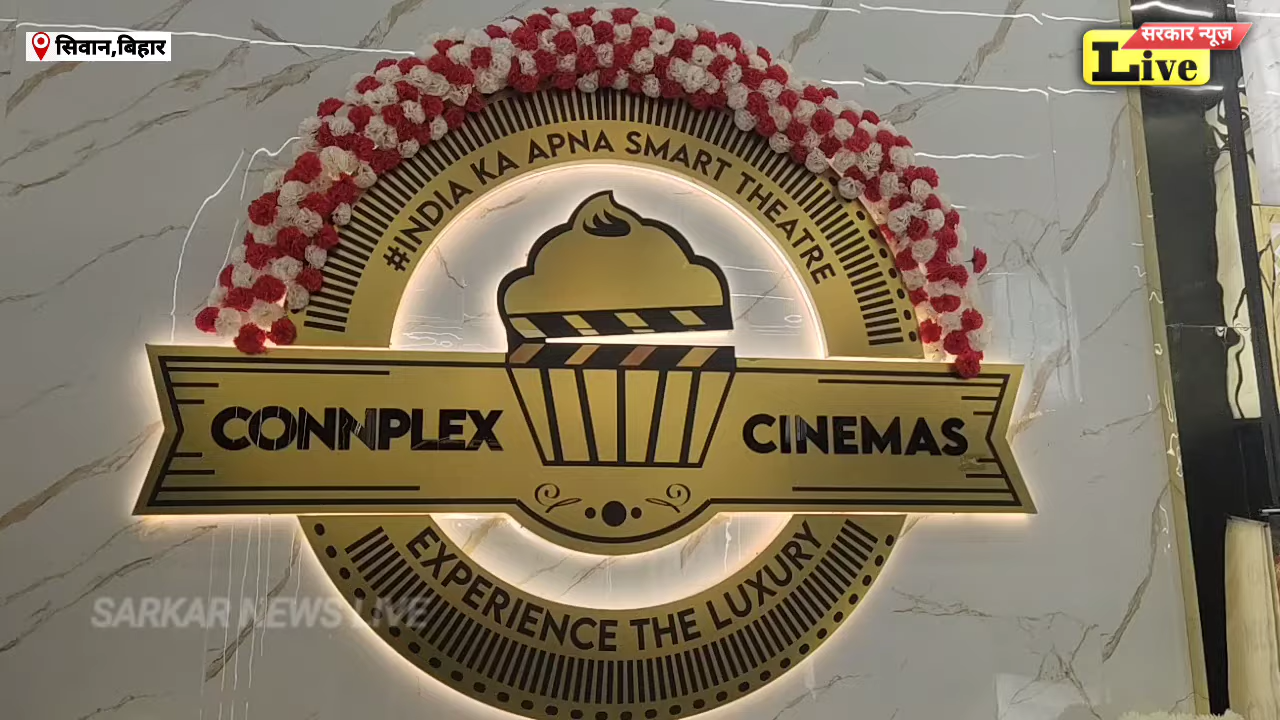 सिवान,बिहार
सरकार न्यूज़
Live
#INDIA KA APNA SMART THEATRE
CONNPLEX CINEMAS
EXPERIENCE THE LUXURY
SARKAR NEWS LIVE